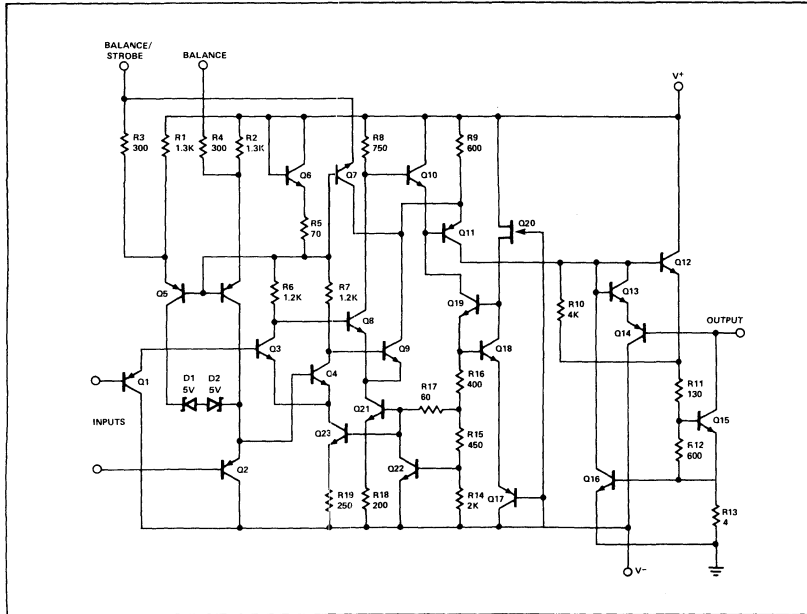 BALANCE/
STROBE
BALANCE
V+
R3
300
R1
1.3K
R4
300
R2
1.3K
Q6
R5
70
Q7
R8
750
Q10
R9
600
Q11
Q20
Q5
R6
1.2K
R7
1.2K
Q8
Q19
R10
4K
Q13
Q12
Q14
OUTPUT
Q1
D1
5V
D2
5V
Q3
Q4
Q9
Q18
INPUTS
R17
60
R16
400
R11
130
Q21
Q15
Q23
R15
450
R12
600
Q2
Q22
Q16
R19
250
R18
200
R14
2K
Q17
R13
4
V-